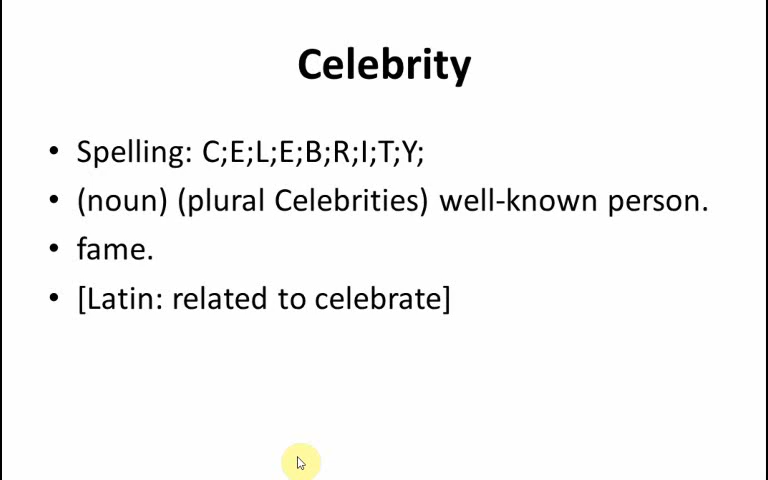 Celebrity
• Spelling: C;E;L;E;B;R;I;T;Y;
• (noun) (plural Celebrities) well-known person.
• fame.
• [Latin: related to celebrate]